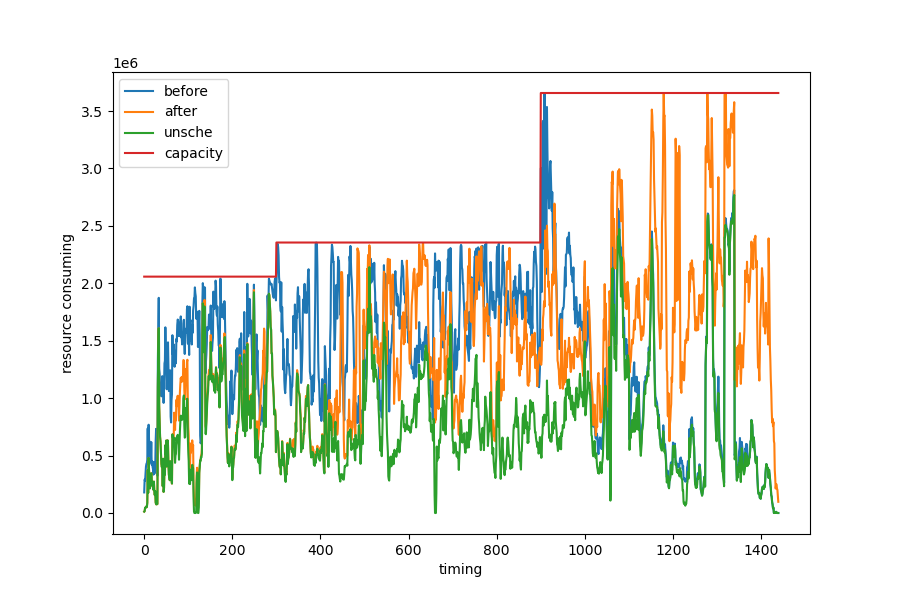 1e6
before
after
unsche
capacity
3.5
3.0
2.5
2.0
1.5
1.0
0.5
0.0
resource consuming
0 200 400 600 800 1000 1200 1400
timing